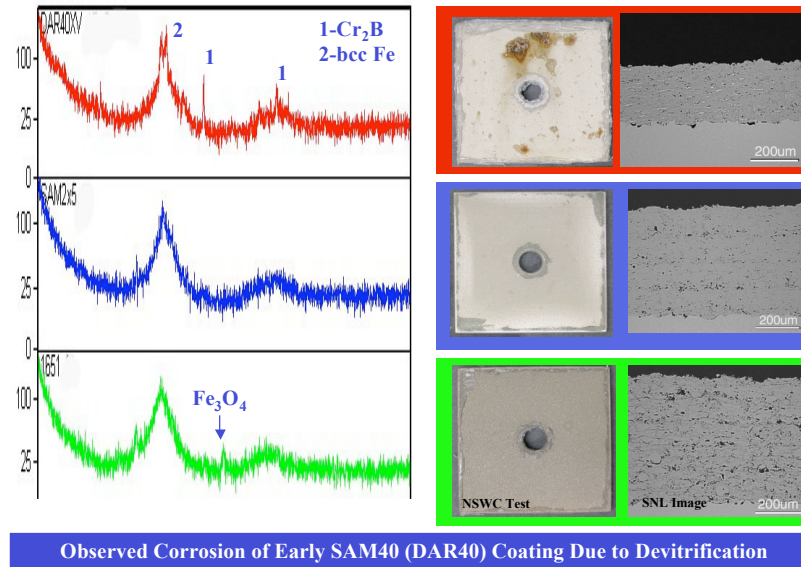 DAR40XV
2
1-Cr₂B
2-bcc Fe
1
1
100
25
0
200um
SAM2x5
100
25
0
200um
1651
100
25
Fe₃O₄
NSWC Test
SNL Image
200um
Observed Corrosion of Early SAM40 (DAR40) Coating Due to Devitrification